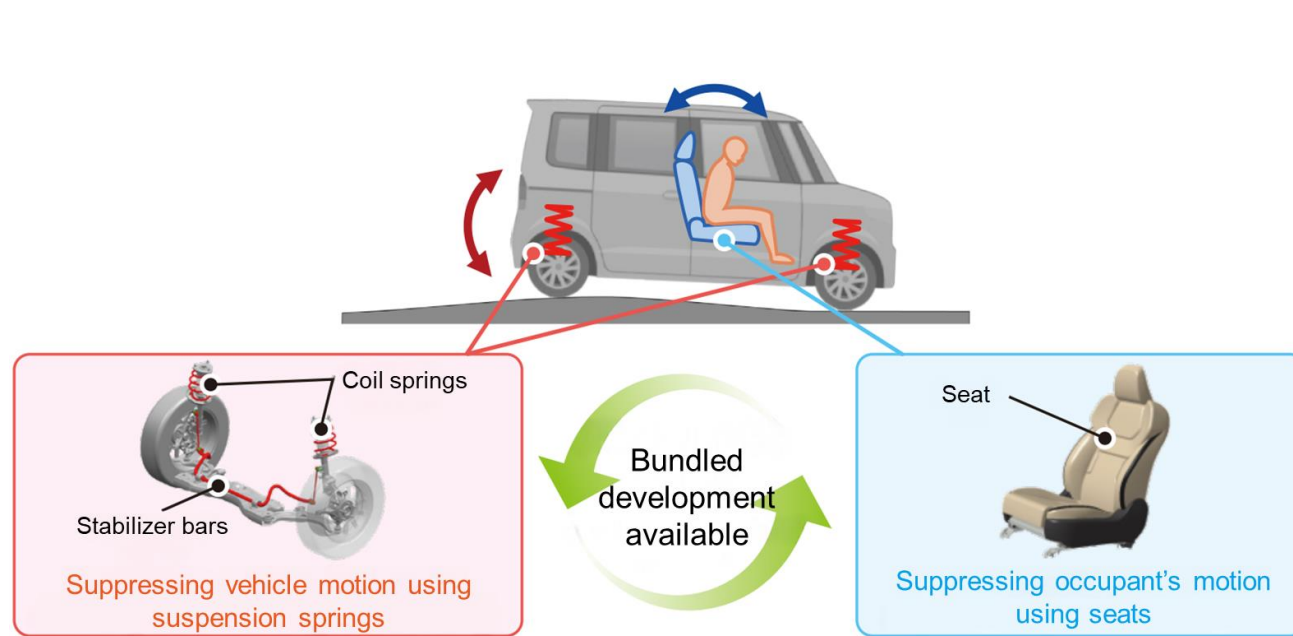 Coil springs
Stabilizer bars
Suppressing vehicle motion using
suspension springs
Bundled
development
available
Seat
Suppressing occupant's motion
using seats